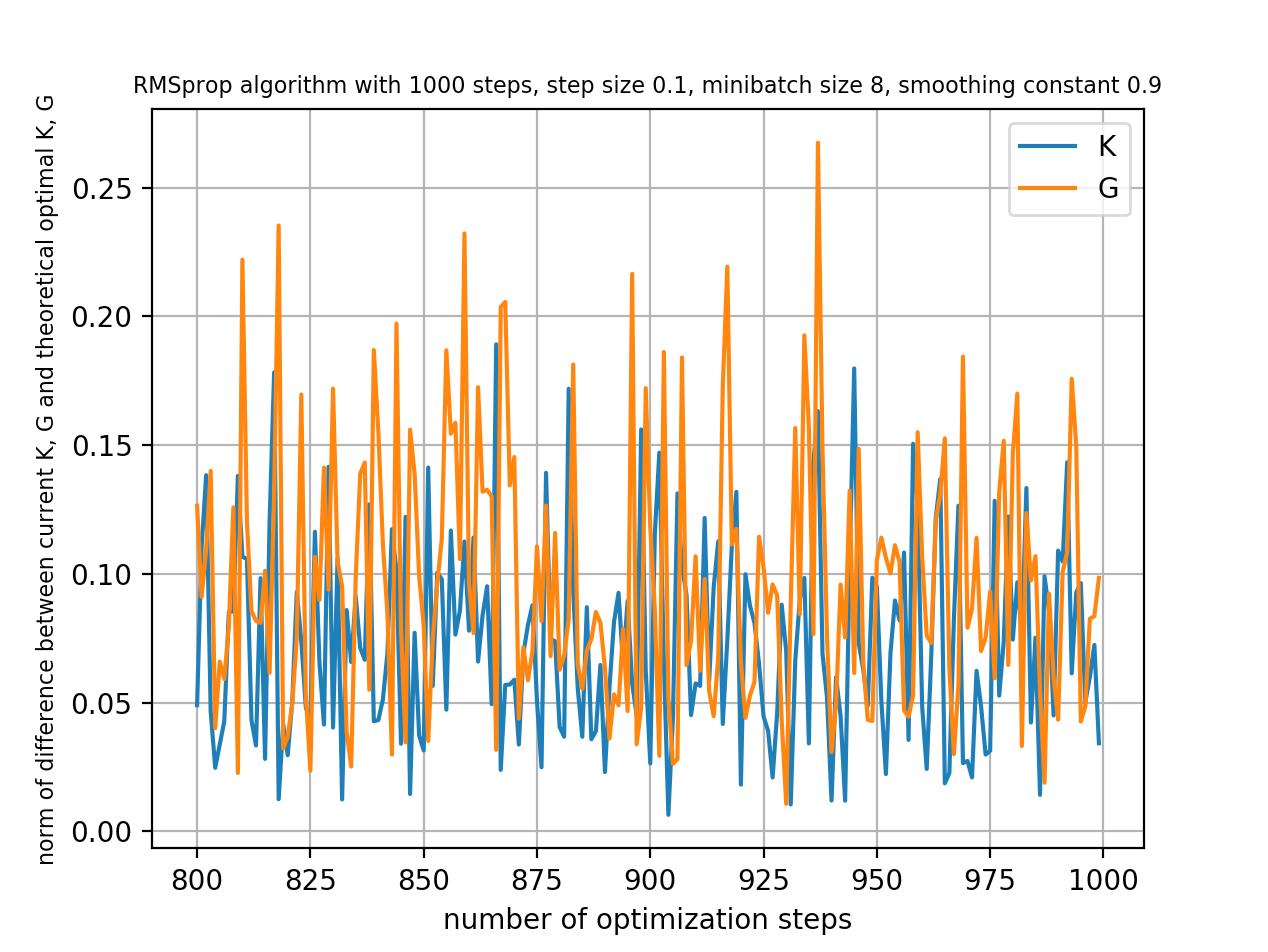 RMSprop algorithm with 1000 steps, step size 0.1, minibatch size 8, smoothing constant 0.9
norm of difference between current K, G and theoretical optimal K, G
K
G
0.25
0.20
0.15
0.10
0.05
0.00
800 825 850 875 900 925 950 975 1000
number of optimization steps